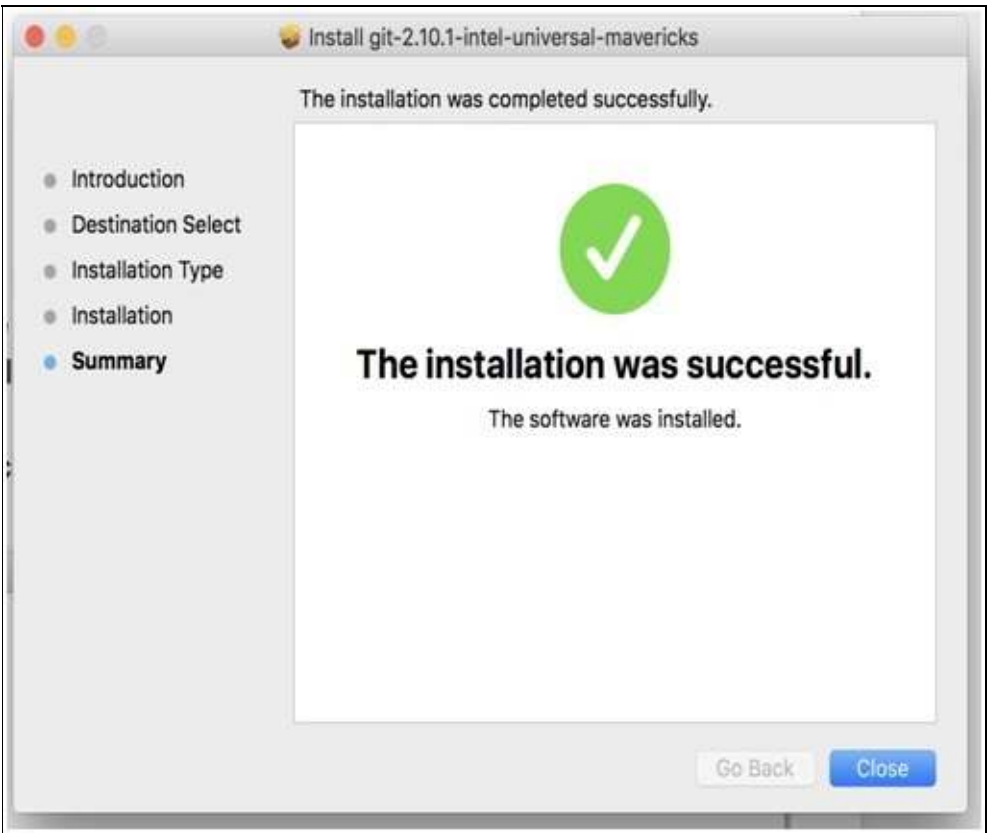 Install git-2.10.1-intel-universal-mavericks
The installation was completed successfully.
Introduction
Destination Select
Installation Type
Installation
Summary
The installation was successful.
The software was installed.
Go Back
Close